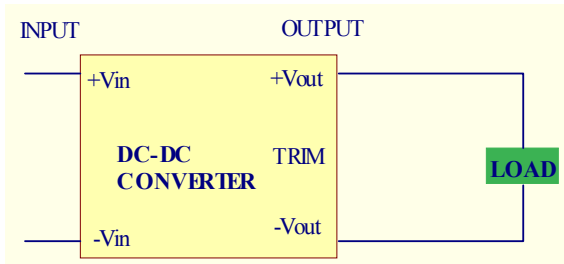 INPUT OUTPUT
+Vin +Vout
DC-DC TRIM
CONVERTER
LOAD
-Vin -Vout